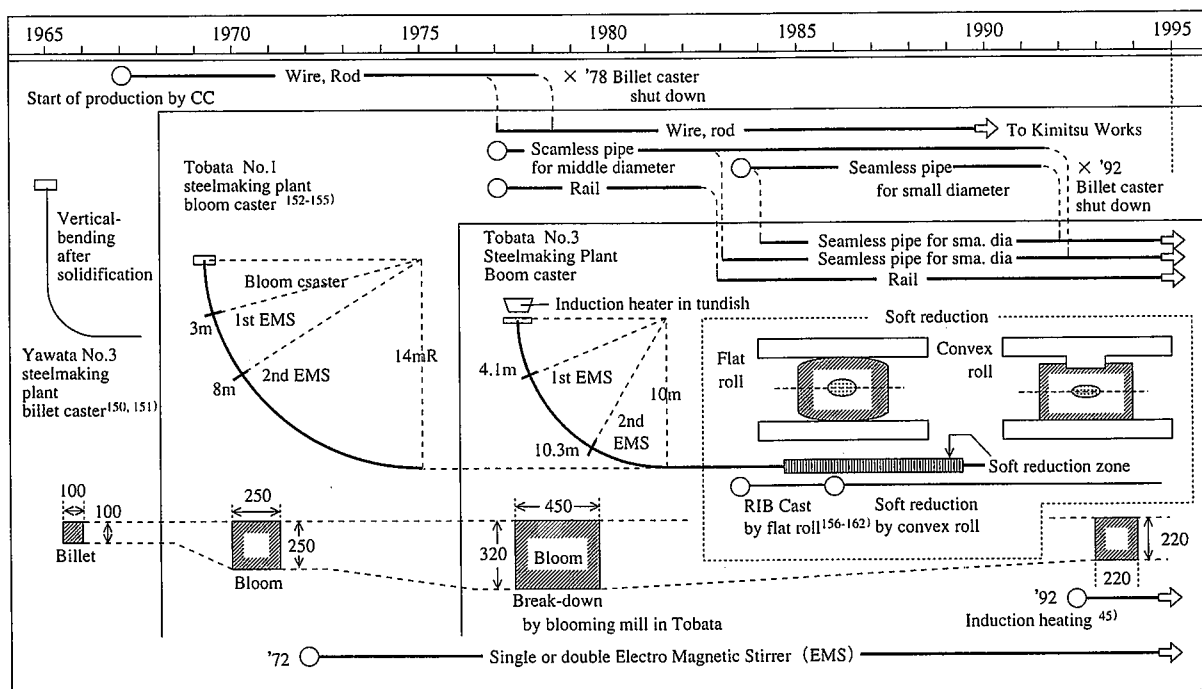 1965 1970 1975 1980 1985 1990 1995
Wire, Rod
× '78 Billet caster
shut down
Start of production by CC
Wire, rod
To Kimitsu Works
Scamless pipe
for middle diameter
Seamless pipe
for small diameter
× '92
Billet caster
shut down
Rail
Tobata No.1
steelmaking plant
bloom caster 152-155)
Vertical-
bending
after
solidification
Tobata No.3
Steelmaking Plant
Boom caster
Seamless pipe for sma. dia
Seamless pipe for sma. dia
Rail
Bloom csaster
Induction heater in tundish
Soft reduction
3m
1st EMS
8m
2nd EMS
14mR
4.1m
1st EMS
10m
2nd
EMS
10.3m
Flat
roll
Convex
roll
Yawata No.3
steelmaking
plant
billet caster 150, 151)
Soft reduction zone
RIB Cast
by flat roll 156-162)
Soft reduction
by convex roll
100
100
Billet
250
250
Bloom
450
320
Bloom
Break-down
by blooming mill in Tobata
220
220
'92
Induction heating 45)
'72
Single or double Electro Magnetic Stirrer (EMS)